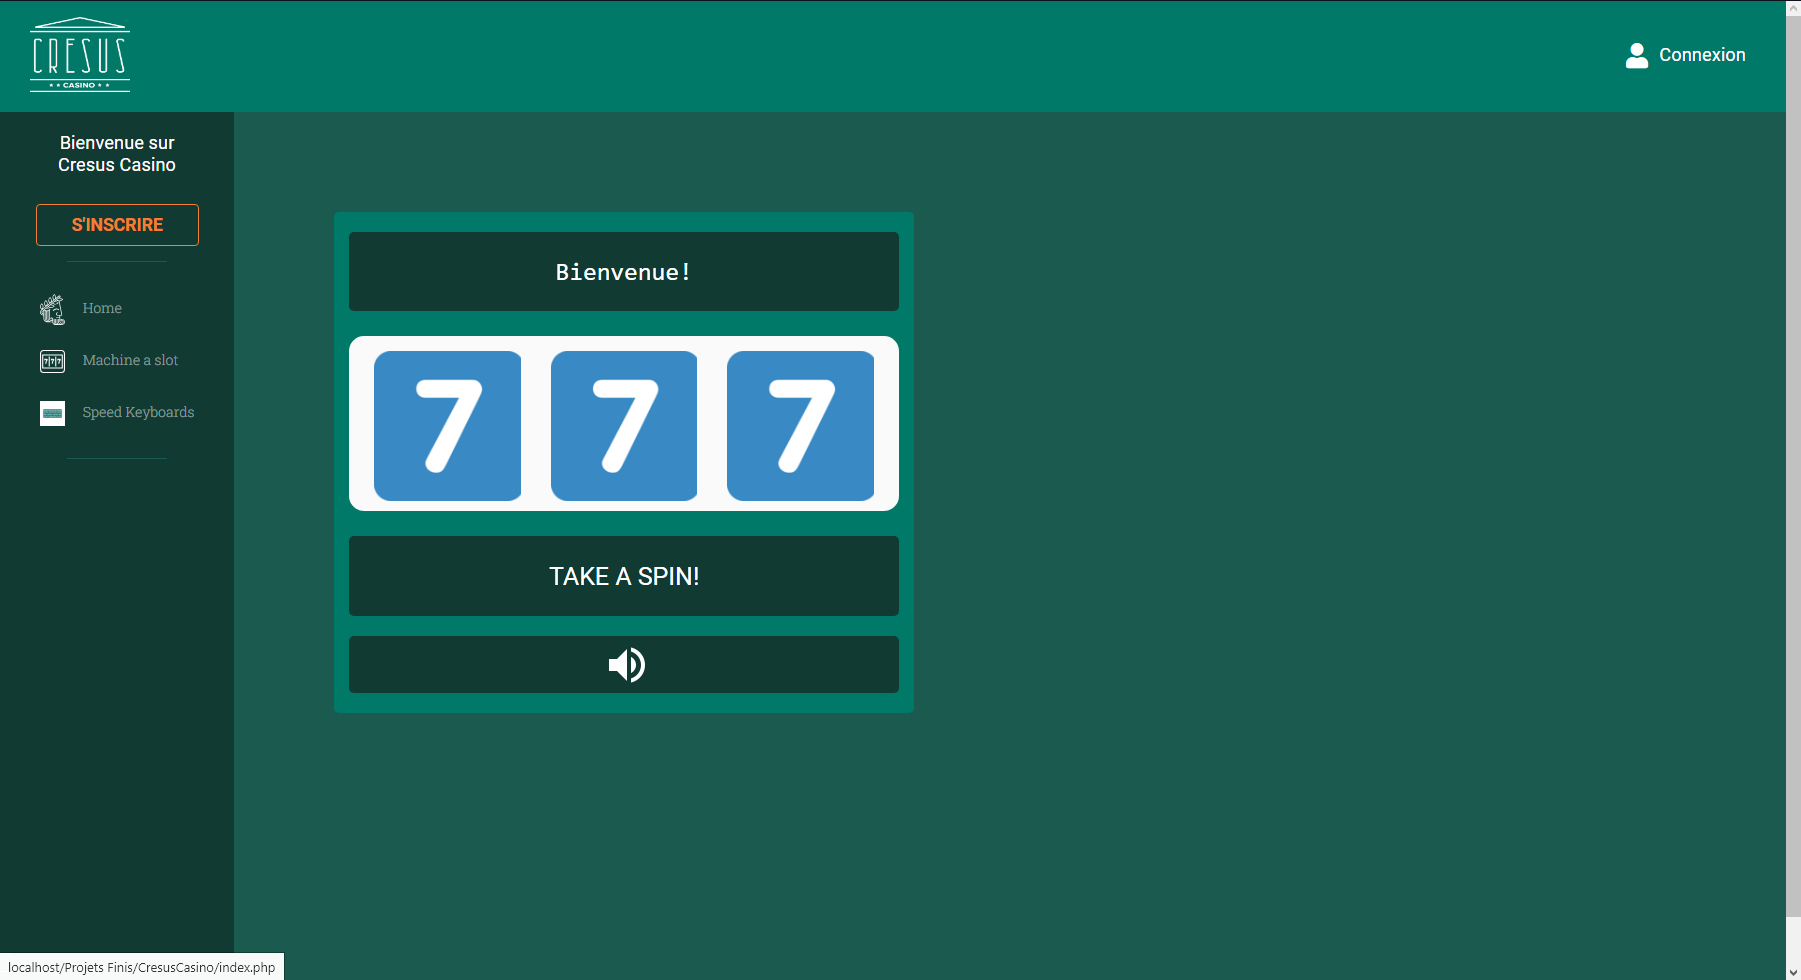 CRESUS
CASINO
Connexion
Bienvenue sur
Cresus Casino
S'INSCRIRE
Home
Machine a slot
Speed Keyboards
Bienvenue!
7 7 7
TAKE A SPIN!
localhost/Projets Finis/CresusCasino/index.php